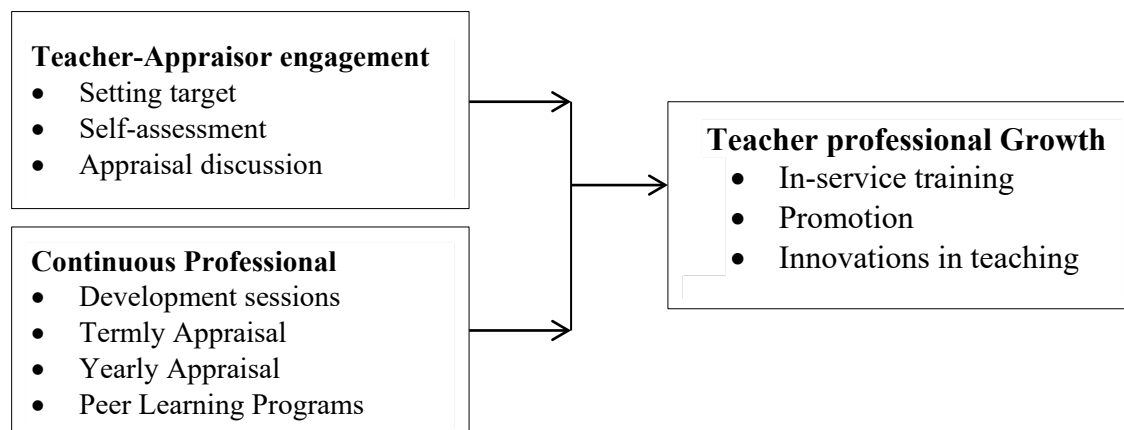 Teacher-Appraisor engagement
• Setting target
• Self-assessment
• Appraisal discussion
Continuous Professional
• Development sessions
• Termly Appraisal
• Yearly Appraisal
• Peer Learning Programs
Teacher professional Growth
• In-service training
• Promotion
• Innovations in teaching